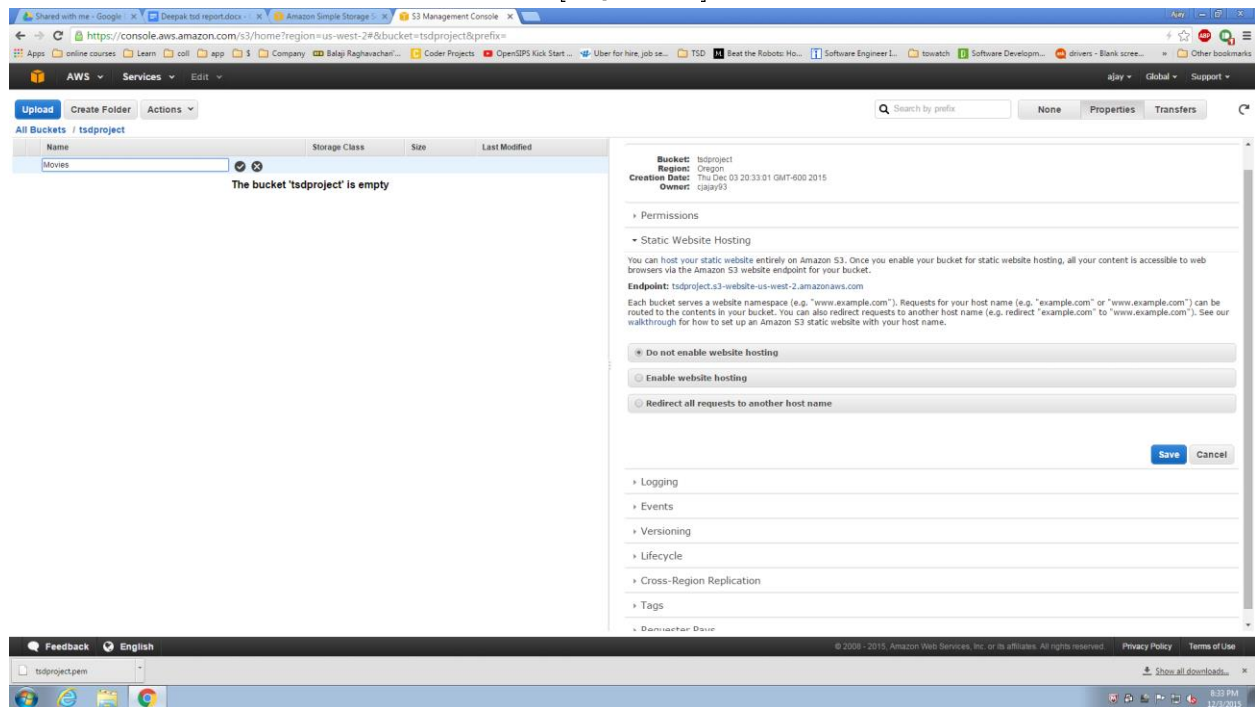 Shared with me - Google
Deepak tsd report.docx -
Amazon Simple Storage S
S3 Management Console
Ajay
https://console.aws.amazon.com/s3/home?region=us-west-2#&bucket=tsdproject&prefix=
Apps online courses Learn coll app $ Company Balaji Raghavachari'... Coder Projects OpenSIPS Kick Start ... Uber for hire, job se... TSD Beat the Robots: Ho... Software Engineer I... towatch Software Developm... drivers - Blank scree... » Other bookmarks
AWS Services Edit ajay Global Support
Upload Create Folder Actions Search by prefix None Properties Transfers
All Buckets / tsdproject
Name Storage Class Size Last Modified
Movies
The bucket 'tsdproject' is empty
Bucket: tsdproject
Region: Oregon
Creation Date: Thu Dec 03 20:33:01 GMT-600 2015
Owner: cjajay93
Permissions
Static Website Hosting
You can host your static website entirely on Amazon S3. Once you enable your bucket for static website hosting, all your content is accessible to web
browsers via the Amazon S3 website endpoint for your bucket.
Endpoint: tsdproject.s3-website-us-west-2.amazonaws.com
Each bucket serves a website namespace (e.g. "www.example.com"). Requests for your host name (e.g. "example.com" or "www.example.com") can be
routed to the contents in your bucket. You can also redirect requests to another host name (e.g. redirect "example.com" to "www.example.com"). See our
walkthrough for how to set up an Amazon S3 static website with your host name.
Do not enable website hosting
Enable website hosting
Redirect all requests to another host name
Save Cancel
Logging
Events
Versioning
Lifecycle
Cross-Region Replication
Tags
Requester Pays
Feedback English © 2008 - 2015, Amazon Web Services, Inc. or its affiliates. All rights reserved. Privacy Policy Terms of Use
tsdproject.pem Show all downloads...
8:33 PM
12/3/2015